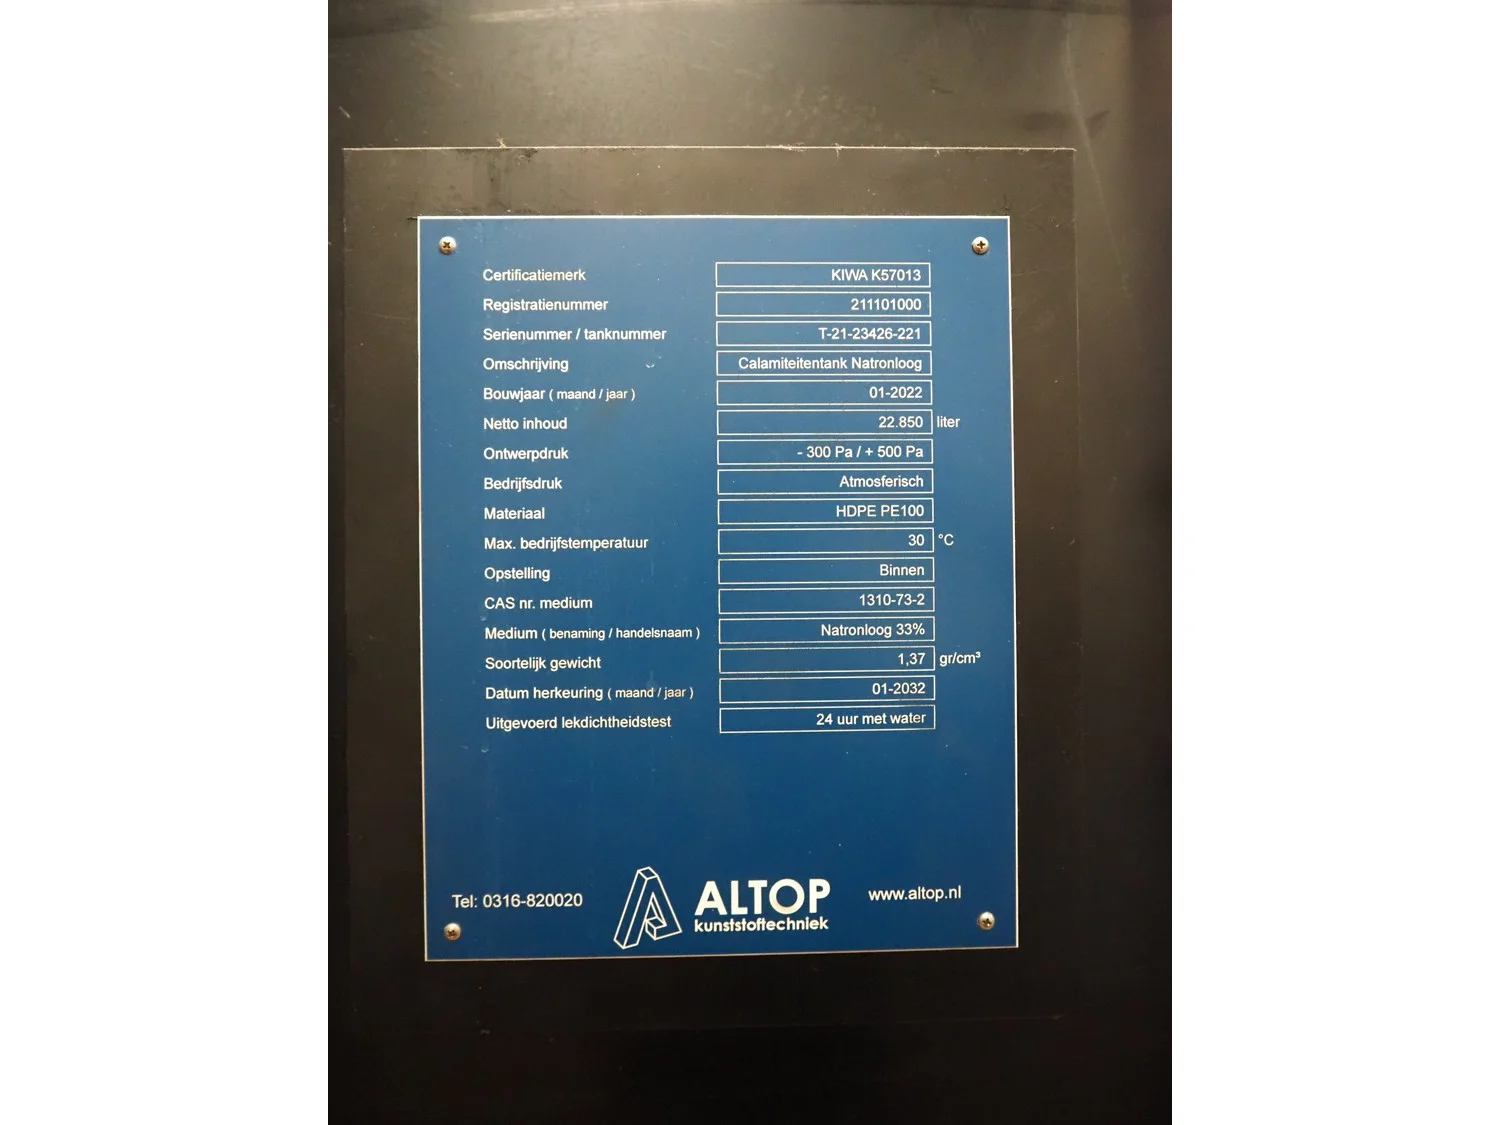 Certificatiemerk KIWA K57013
Registratienummer 211101000
Serienummer / tanknummer T-21-23426-221
Omschrijving Calamiteitentank Natronloog
Bouwjaar ( maand / jaar ) 01-2022
Netto inhoud 22.850 liter
Ontwerpdruk - 300 Pa / + 500 Pa
Bedrijfsdruk Atmosferisch
Materiaal HDPE PE100
Max. bedrijfstemperatuur 30 °C
Opstelling Binnen
CAS nr. medium 1310-73-2
Medium ( benaming / handelsnaam ) Natronloog 33%
Soortelijk gewicht 1,37 gr/cm³
Datum herkeuring ( maand / jaar ) 01-2032
Uitgevoerd lekdichtheidstest 24 uur met water
Tel: 0316-820020
ALTOP
kunststoftechniek
www.altop.nl